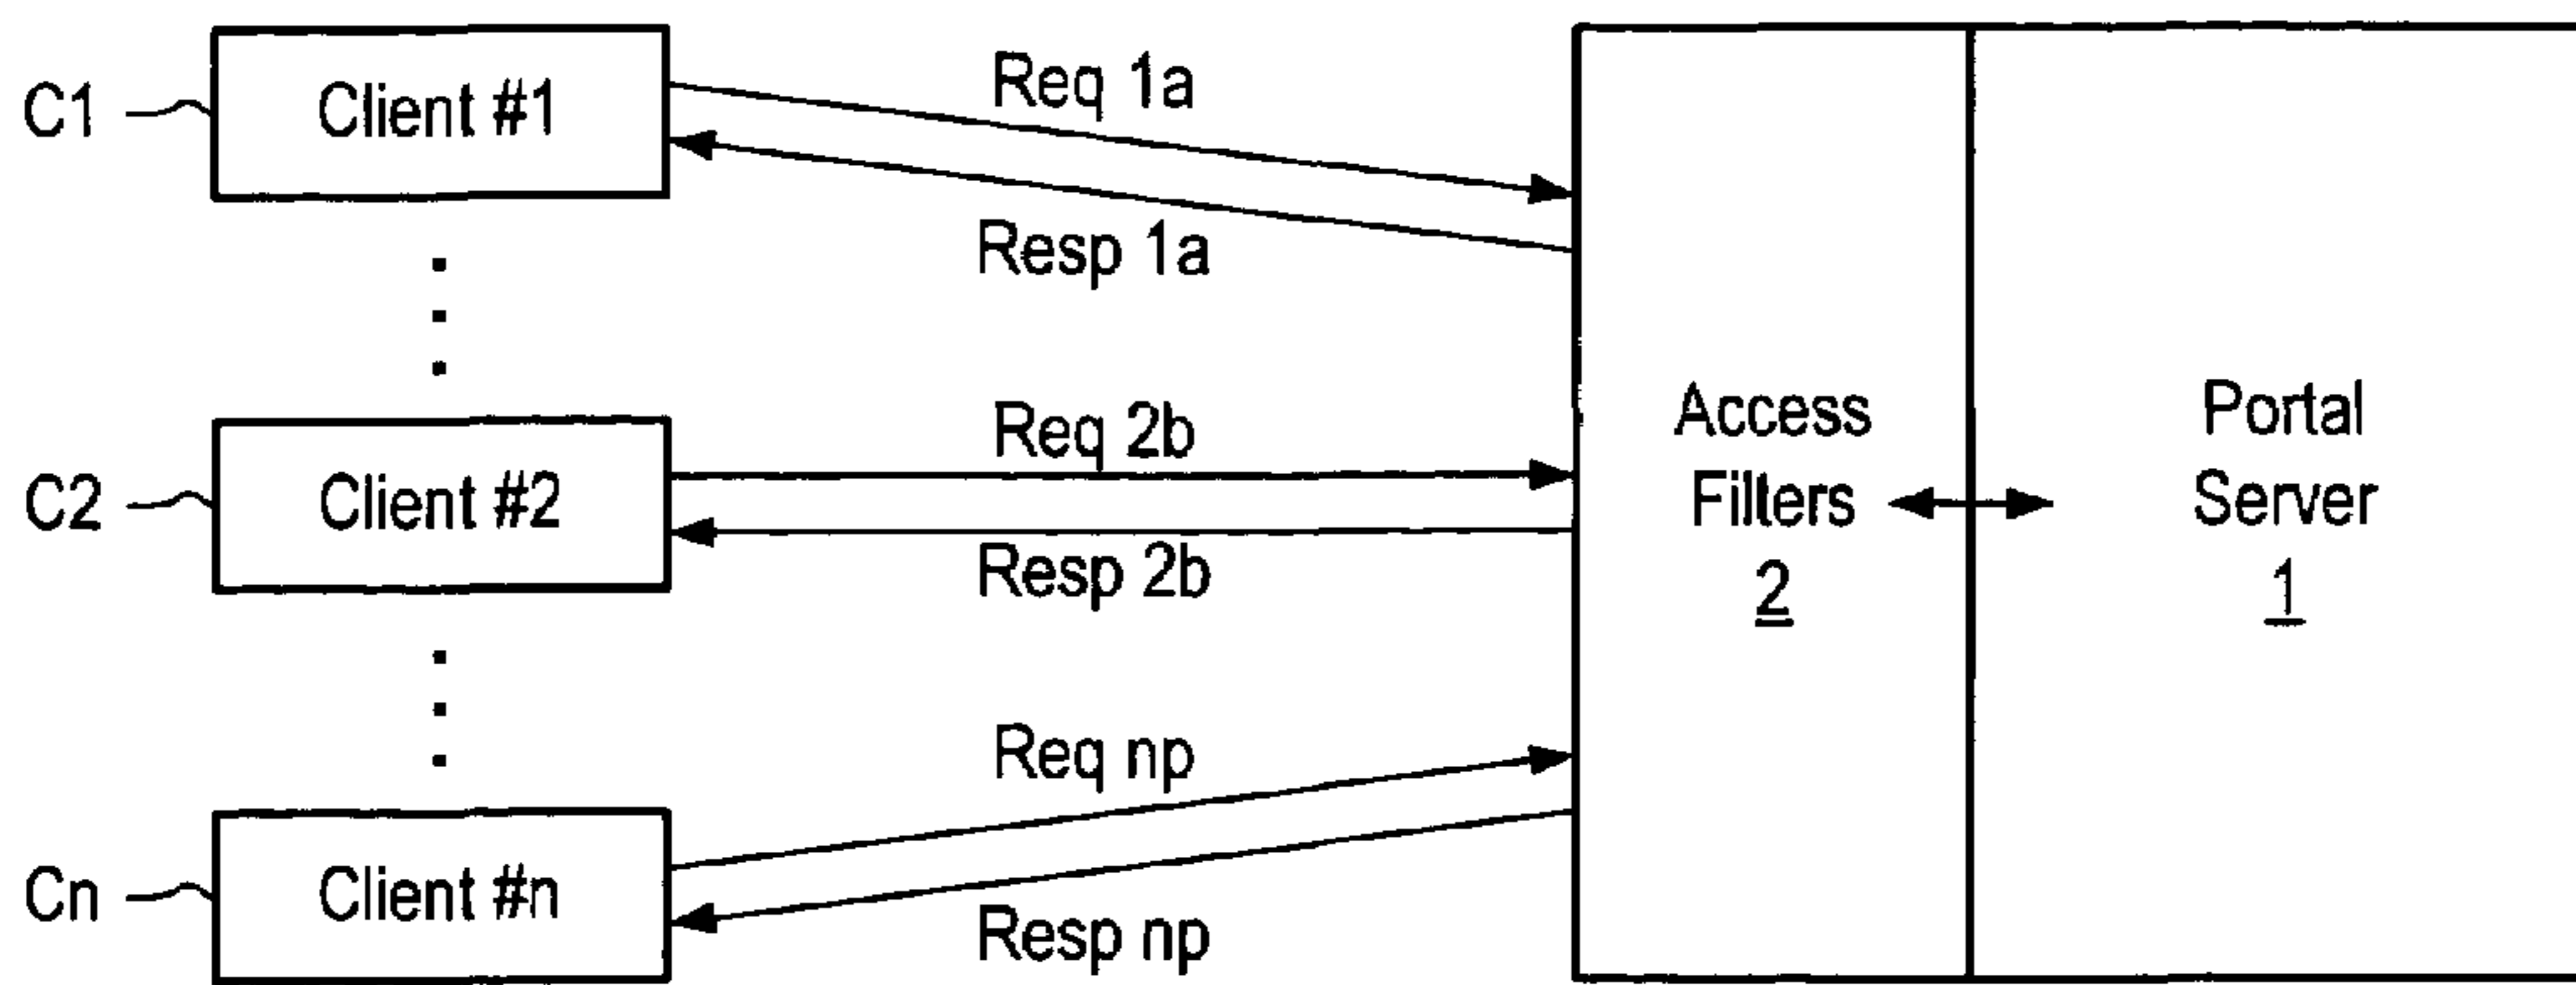 C1
Client #1
Req 1a
Resp 1a
C2
Client #2
Req 2b
Resp 2b
Cn
Client #n
Req np
Resp np
Access
Filters
2
Portal
Server
1